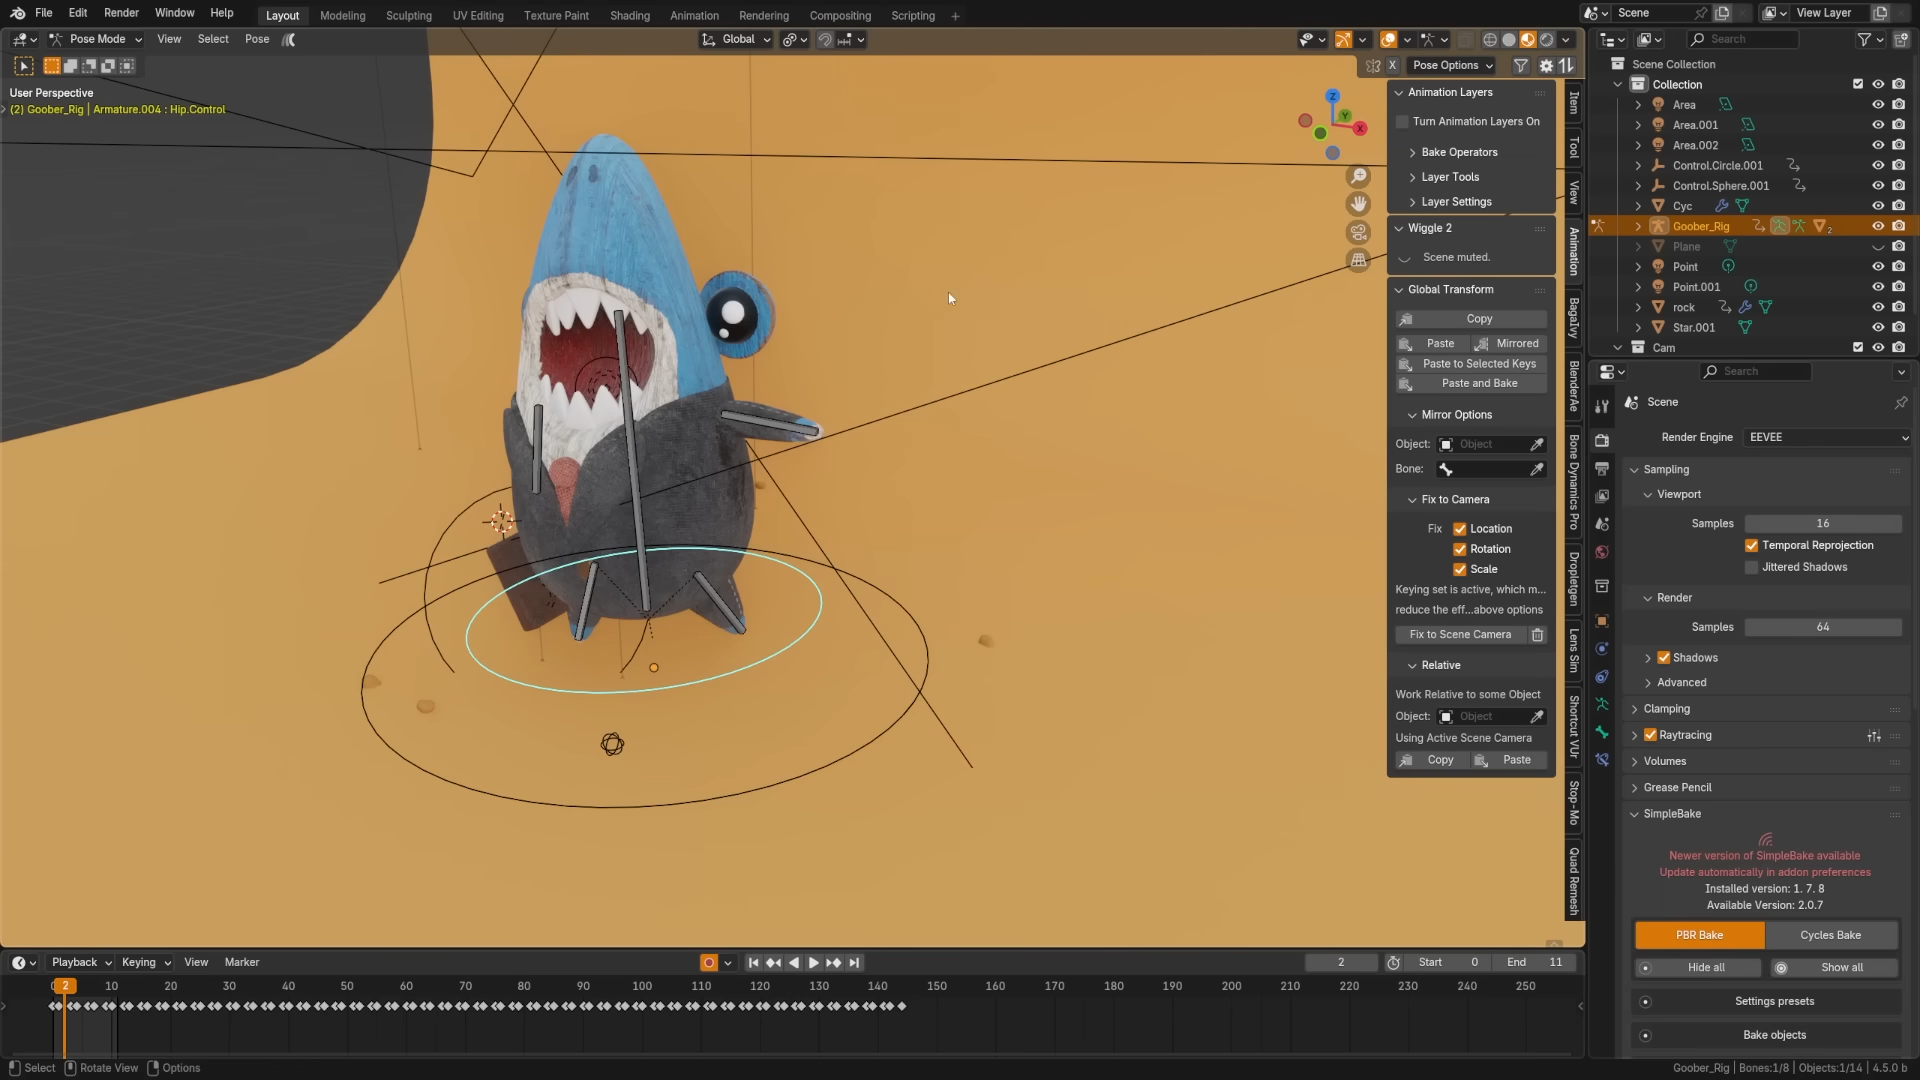 File Edit Render Window Help
Layout Modeling Sculpting UV Editing Texture Paint Shading Animation Rendering Compositing Scripting
Scene View Layer
Pose Mode View Select Pose Global
Search
X Pose Options
User Perspective
(2) Goober_Rig | Armature.004 : Hip.Control
Z
Y
X
Animation Layers
Turn Animation Layers On
Bake Operators
Layer Tools
Layer Settings
Wiggle 2
Scene muted.
Global Transform
Copy
Paste Mirrored
Paste to Selected Keys
Paste and Bake
Mirror Options
Object: Object
Bone:
Fix to Camera
Fix Location
Rotation
Scale
Keying set is active, which m...
reduce the eff...above options
Fix to Scene Camera
Relative
Work Relative to some Object
Object: Object
Using Active Scene Camera
Copy Paste
Item
Tool
View
Animation
BagaIvy
BlenderAe
Bone Dynamics Pro
Dropletgen
Lens Sim
Shortcut VUr
Stop-Mo
Quad Remesh
Scene Collection
Collection
Area
Area.001
Area.002
Control.Circle.001
Control.Sphere.001
Cyc
Goober_Rig 2
Plane
Point
Point.001
rock
Star.001
Cam
Search
Scene
Render Engine EEVEE
Sampling
Viewport
Samples 16
Temporal Reprojection
Jittered Shadows
Render
Samples 64
Shadows
Advanced
Clamping
Raytracing
Volumes
Grease Pencil
SimpleBake
Newer version of SimpleBake available
Update automatically in addon preferences
Installed version: 1. 7. 8
Available Version: 2.0.7
PBR Bake Cycles Bake
Hide all Show all
Settings presets
Bake objects
Playback Keying View Marker 2 Start 0 End 11
2 10 20 30 40 50 60 70 80 90 100 110 120 130 140 150 160 170 180 190 200 210 220 230 240 250
Select Rotate View Options Goober_Rig | Bones:1/8 | Objects:1/14 | 4.5.0 b